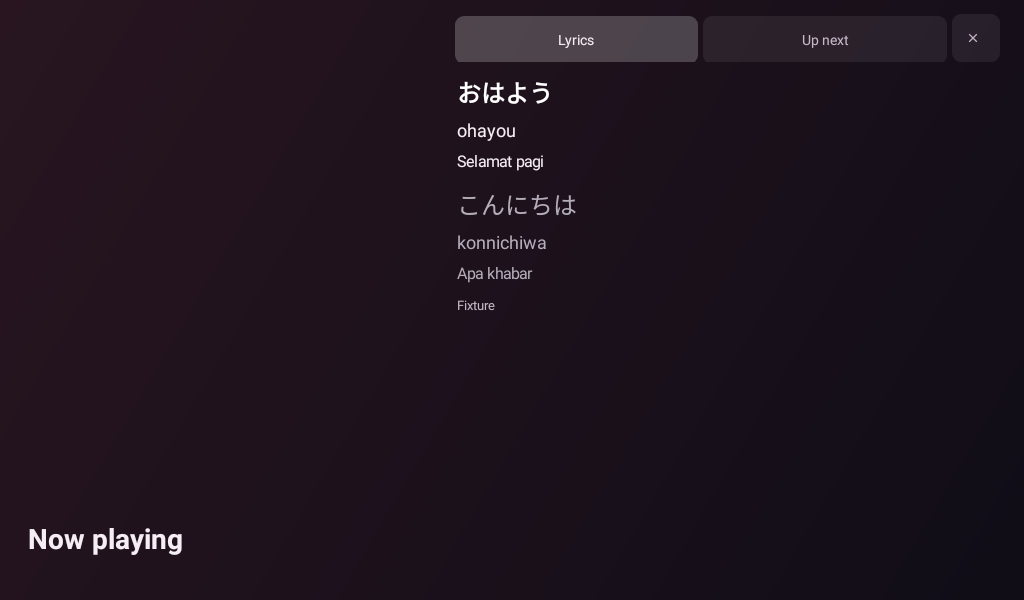 Lyrics
Up next
×
おはよう
ohayou
Selamat pagi
こんにちは
konnichiwa
Apa khabar
Fixture
Now playing